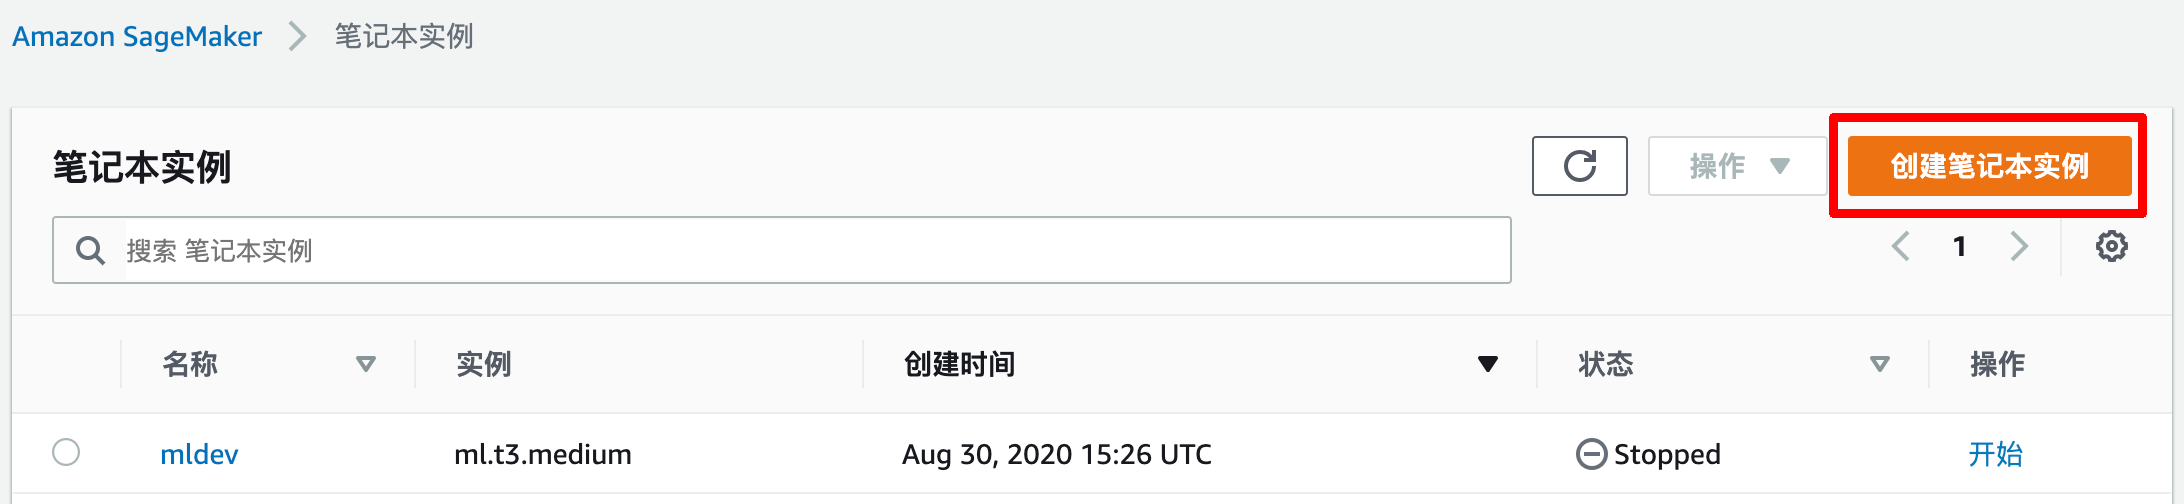 Amazon SageMaker > 笔记本实例
笔记本实例 操作 创建笔记本实例
搜索 笔记本实例 1
名称 实例 创建时间 状态 操作
mldev ml.t3.medium Aug 30, 2020 15:26 UTC Stopped 开始